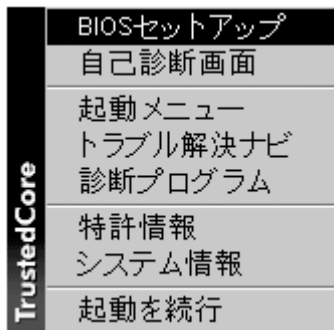 BIOSセットアップ
自己診断画面
起動メニュー
トラブル解決ナビ
診断プログラム
特許情報
システム情報
起動を続行
TrustedCore